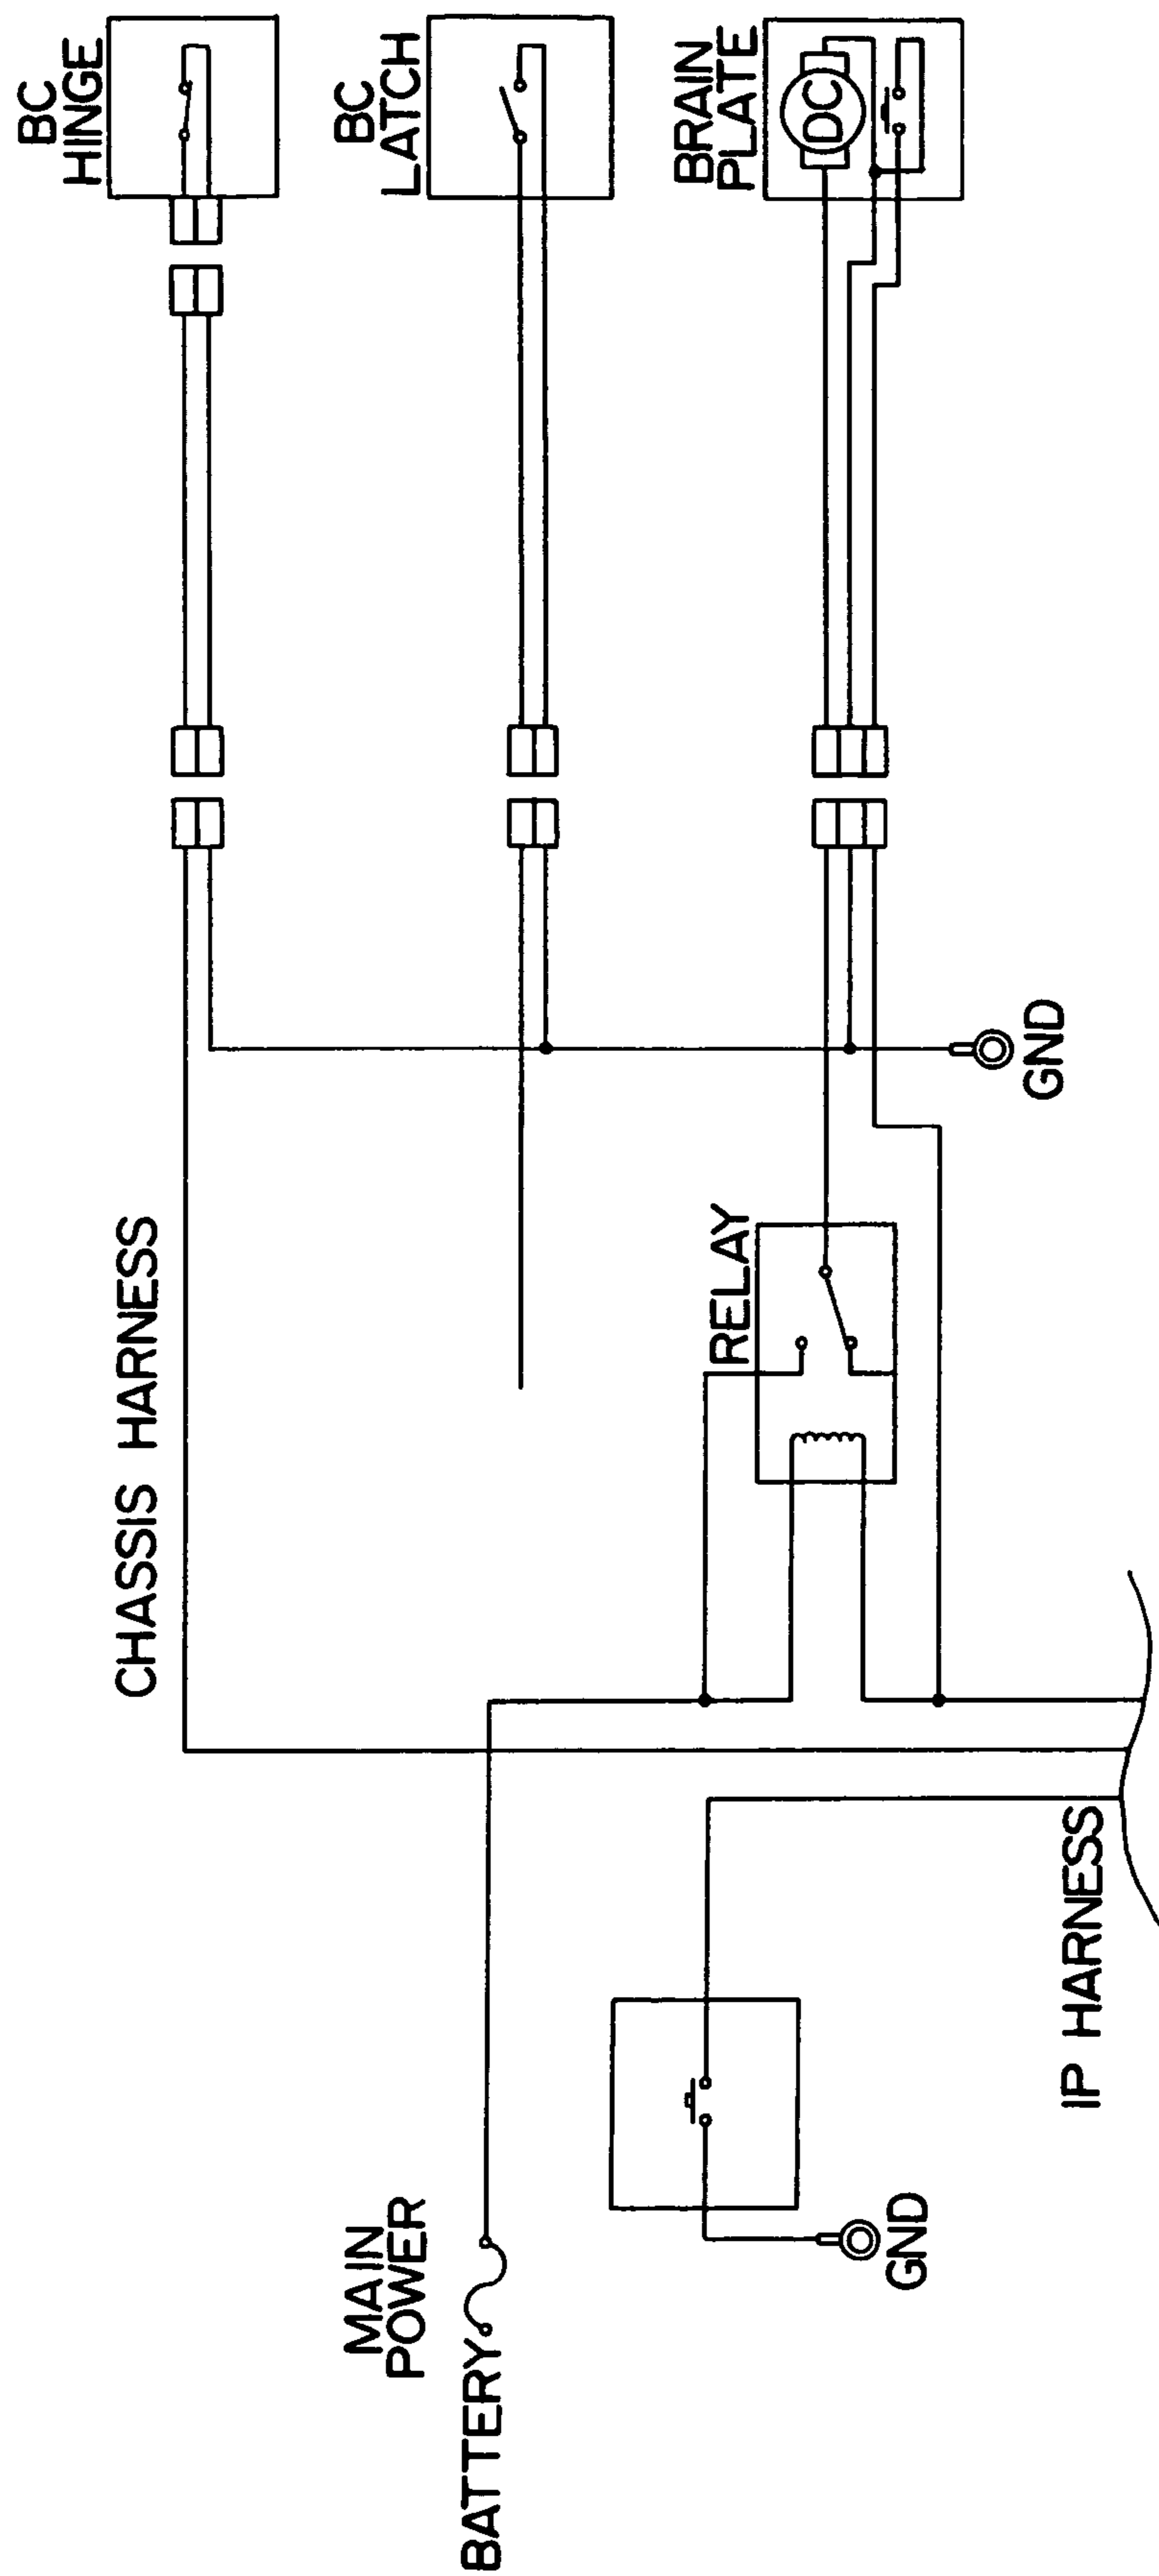 BC
HINGE
BC
LATCH
BRAIN
PLATE
DC
CHASSIS HARNESS
RELAY
GND
MAIN
POWER
BATTERY
GND
IP HARNESS